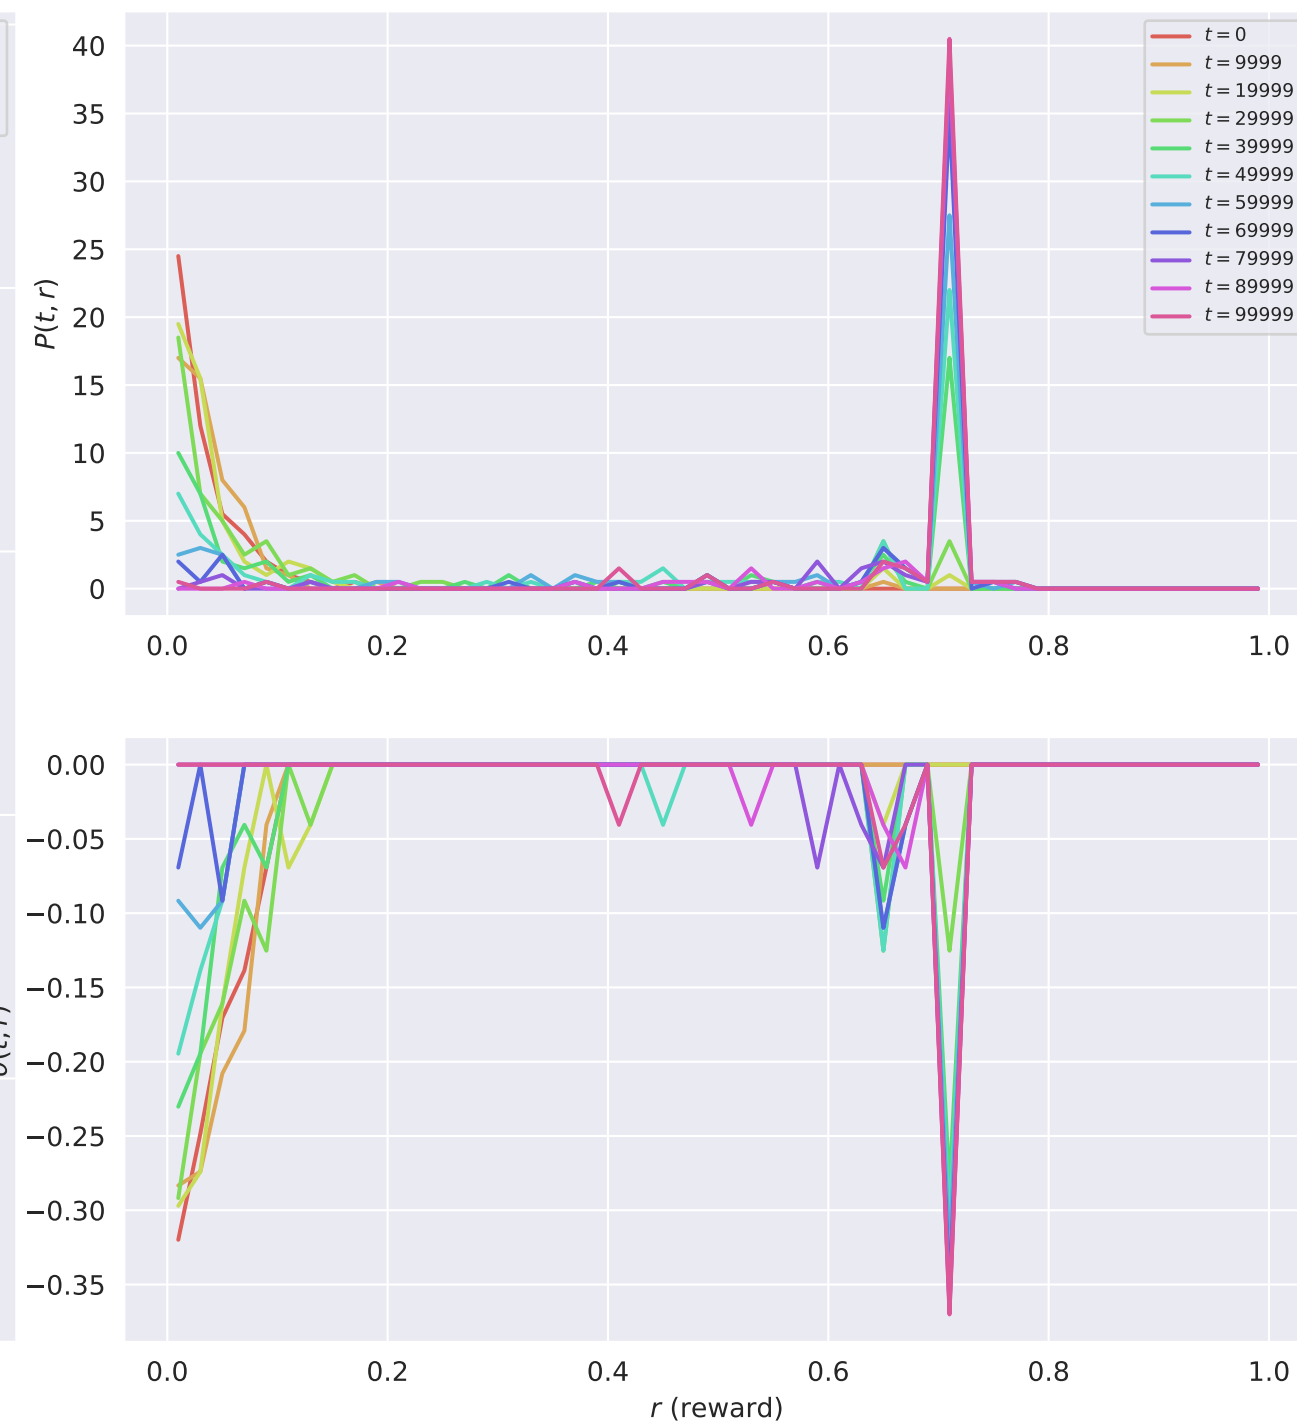 P(t, r)
40
35
30
25
20
15
10
5
0
0.0 0.2 0.4 0.6 0.8 1.0
t = 0
t = 9999
t = 19999
t = 29999
t = 39999
t = 49999
t = 59999
t = 69999
t = 79999
t = 89999
t = 99999
0.00
−0.05
−0.10
−0.15
−0.20
−0.25
−0.30
−0.35
0.0 0.2 0.4 0.6 0.8 1.0
r (reward)